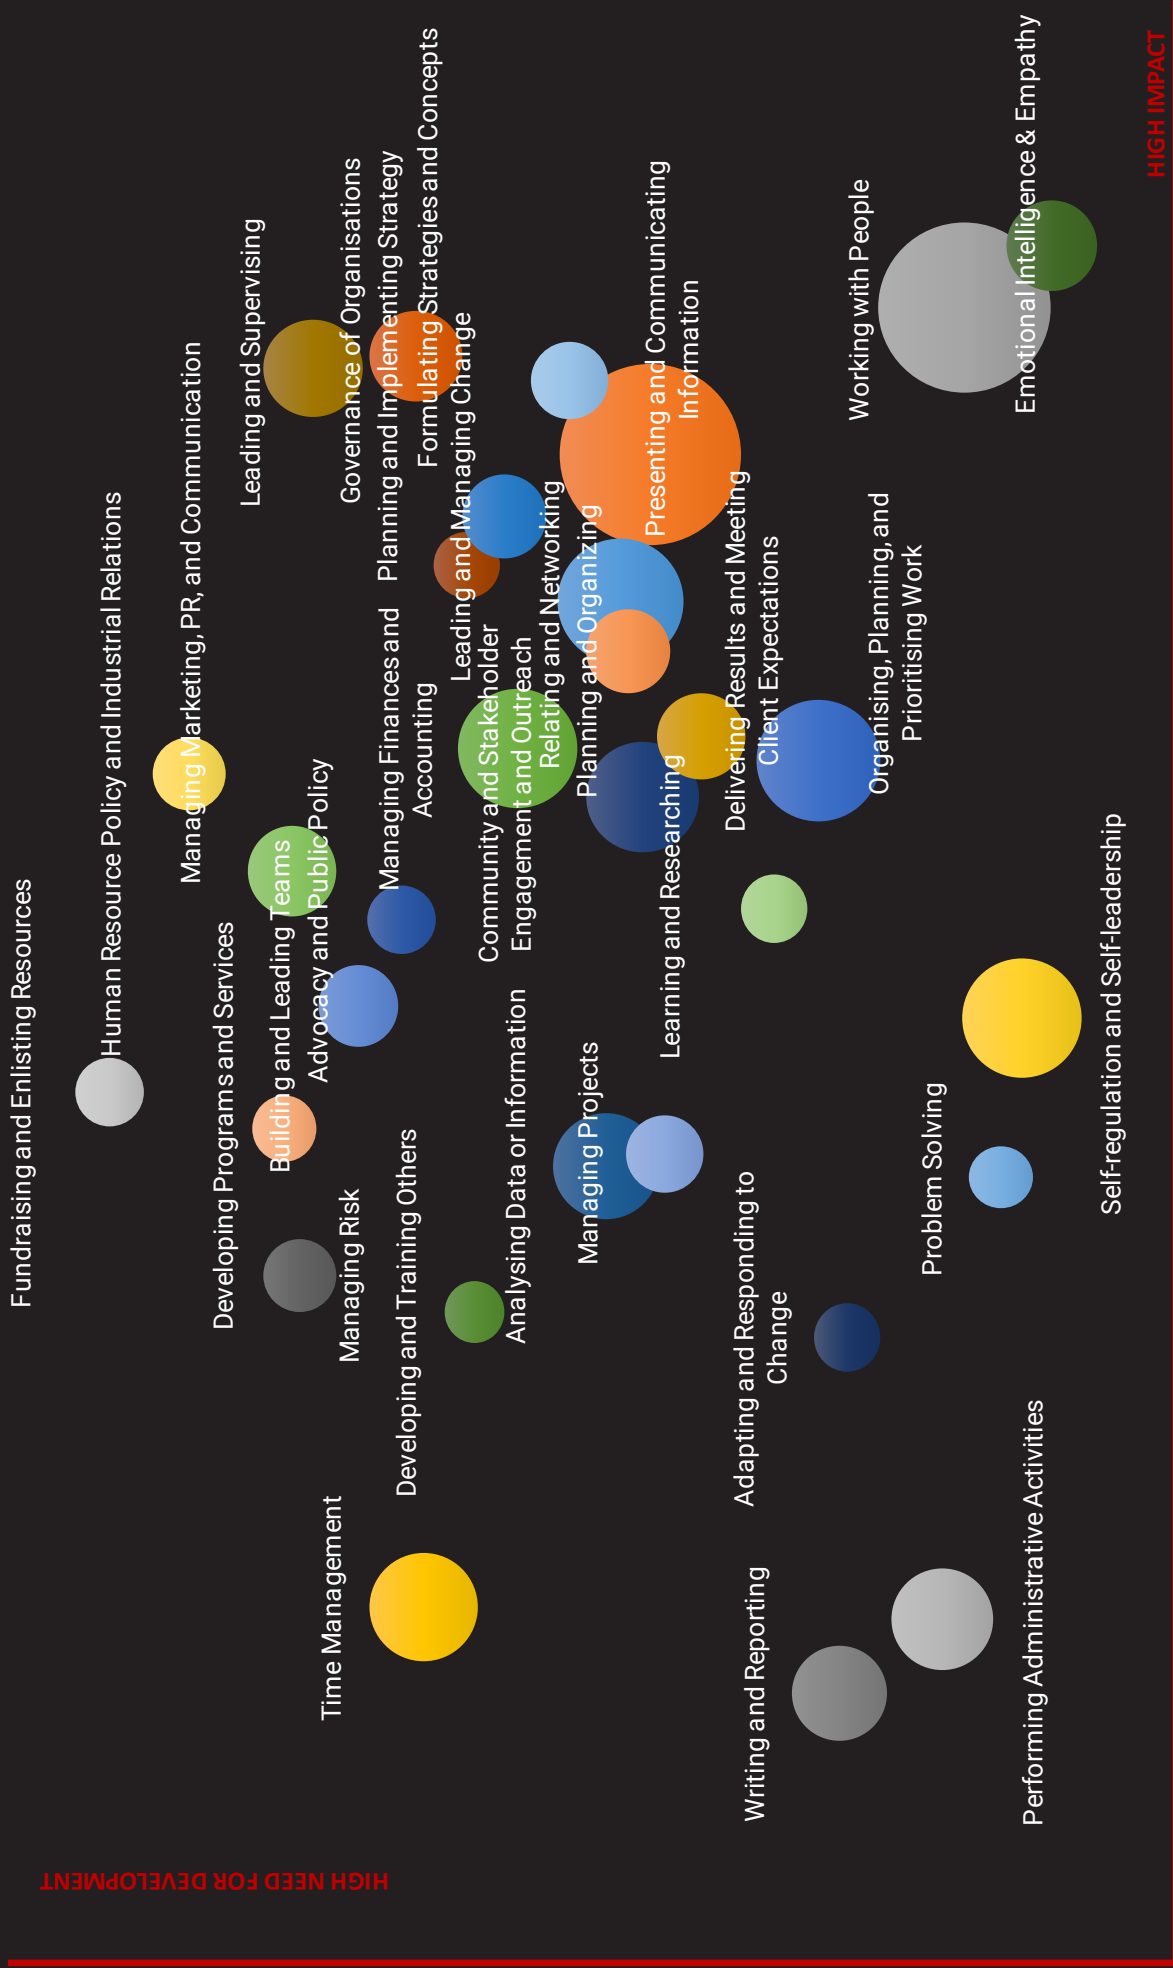 HIGH NEED FOR DEVELOPMENT
Fundraising and Enlisting Resources
Human Resource Policy and Industrial Relations
Managing Marketing, PR, and Communication
Developing Programs and Services
Leading and Supervising
Building and Leading Teams
Advocacy and Public Policy
Time Management
Managing Risk
Governance of Organisations
Managing Finances and
Accounting
Planning and Implementing Strategy
Developing and Training Others
Formulating Strategies and Concepts
Leading and Managing Change
Community and Stakeholder
Engagement and Outreach
Analysing Data or Information
Relating and Networking
Planning and Organizing
Managing Projects
Presenting and Communicating
Information
Learning and Researching
Delivering Results and Meeting
Client Expectations
Adapting and Responding to
Change
Writing and Reporting
Working with People
Organising, Planning, and
Prioritising Work
Problem Solving
Emotional Intelligence & Empathy
Performing Administrative Activities
Self-regulation and Self-leadership
HIGH IMPACT